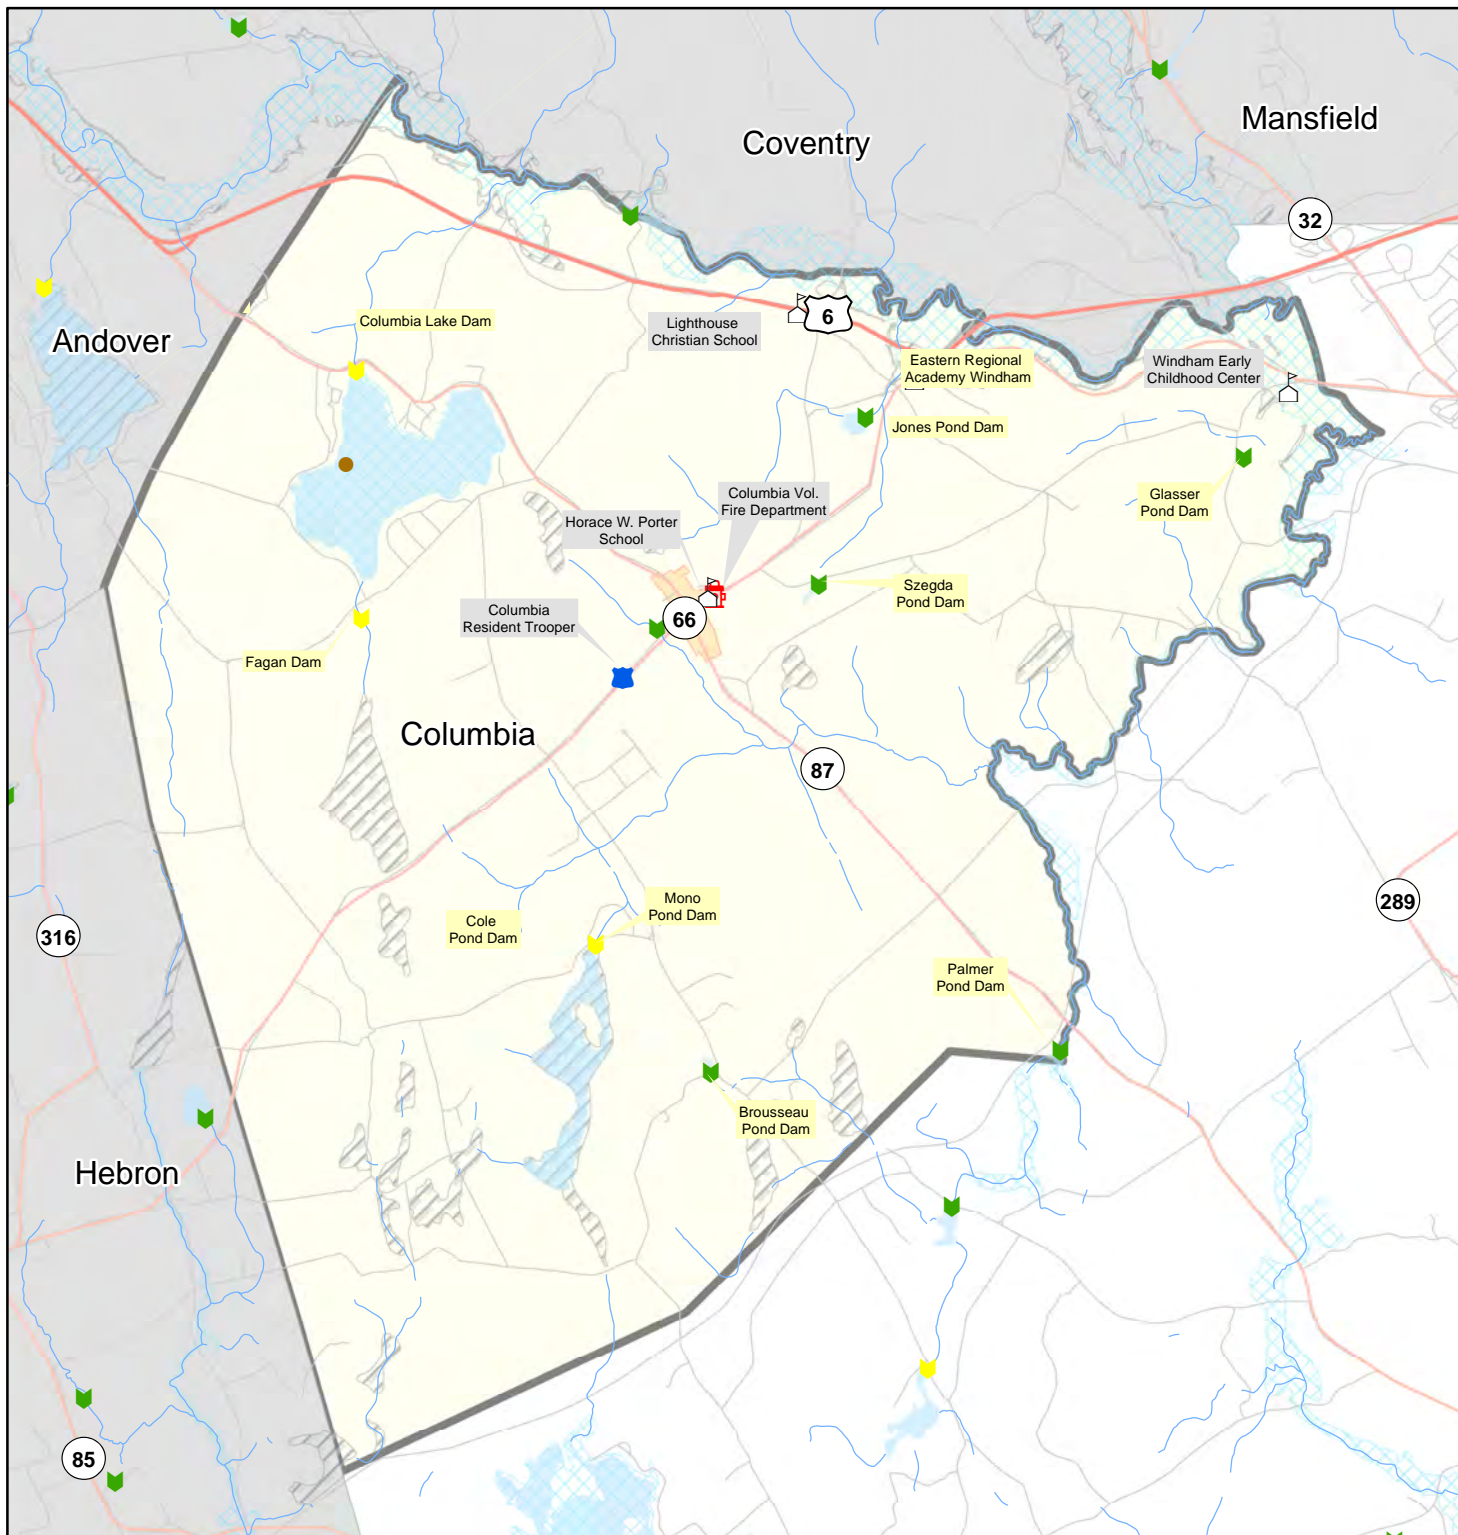 Mansfield
Coventry
32
6
Columbia Lake Dam
Andover
Lighthouse
Christian School
Eastern Regional
Academy Windham
Windham Early
Childhood Center
Jones Pond Dam
Columbia Vol.
Fire Department
Glasser
Pond Dam
Horace W. Porter
School
Szegda
Pond Dam
Columbia
Resident Trooper
66
Fagan Dam
Columbia
87
Mono
Pond Dam
Cole
Pond Dam
289
316
Palmer
Pond Dam
Brousseau
Pond Dam
Hebron
85